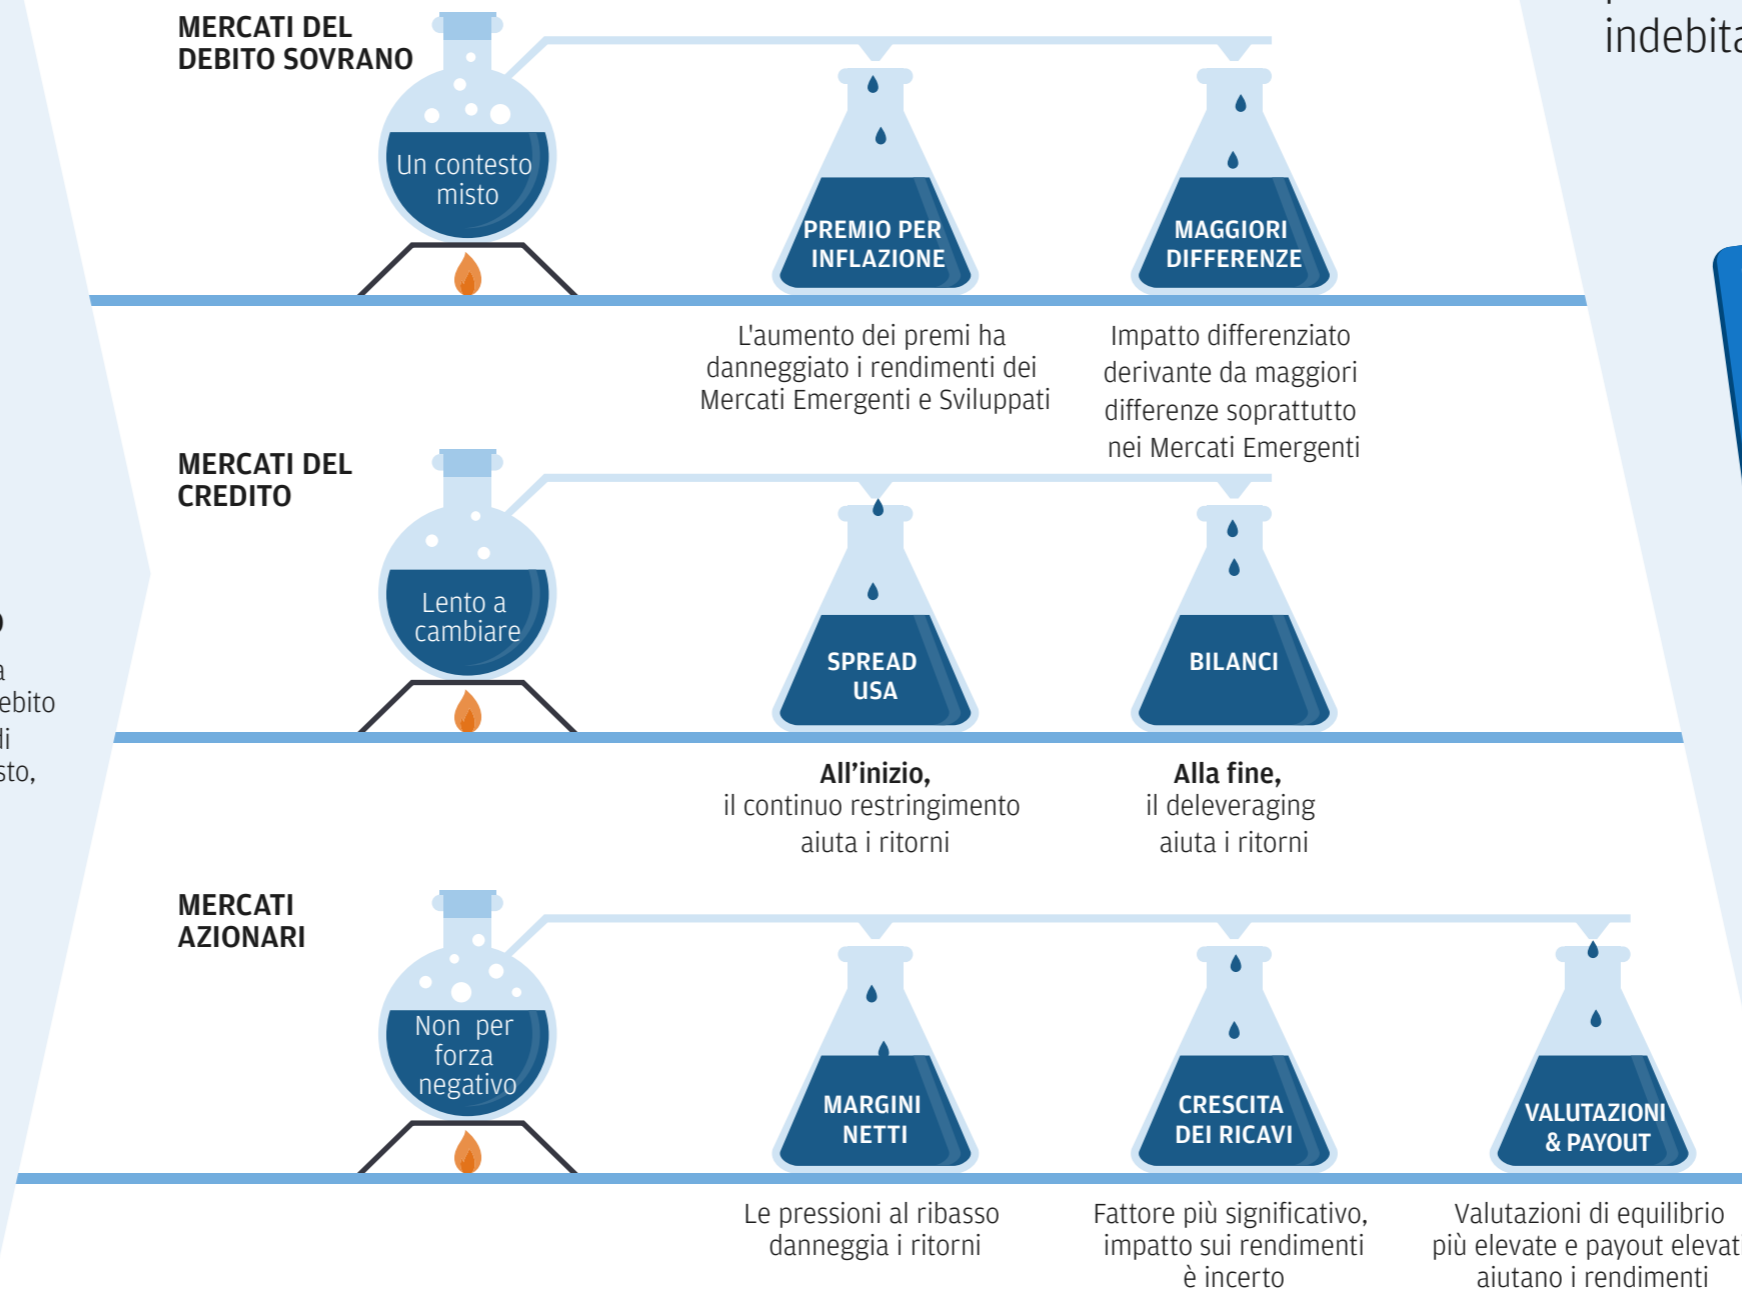 indebita
MERCATI DEL
DEBITO SOVRANO
Un contesto
misto
PREMIO PER
INFLAZIONE
MAGGIORI
DIFFERENZE
L'aumento dei premi ha
danneggiato i rendimenti dei
Mercati Emergenti e Sviluppati
Impatto differenziato
derivante da maggiori
differenze soprattutto
nei Mercati Emergenti
MERCATI DEL
CREDITO
Lento a
cambiare
SPREAD
USA
BILANCI
ebito
di
sto,
All'inizio,
il continuo restringimento
aiuta i ritorni
Alla fine,
il deleveraging
aiuta i ritorni
MERCATI
AZIONARI
Non per
forza
negativo
MARGINI
NETTI
CRESCITA
DEI RICAVI
VALUTAZIONI
& PAYOUT
Le pressioni al ribasso
danneggia i ritorni
Fattore più significativo,
impatto sui rendimenti
è incerto
Valutazioni di equilibrio
più elevate e payout elevati
aiutano i rendimenti